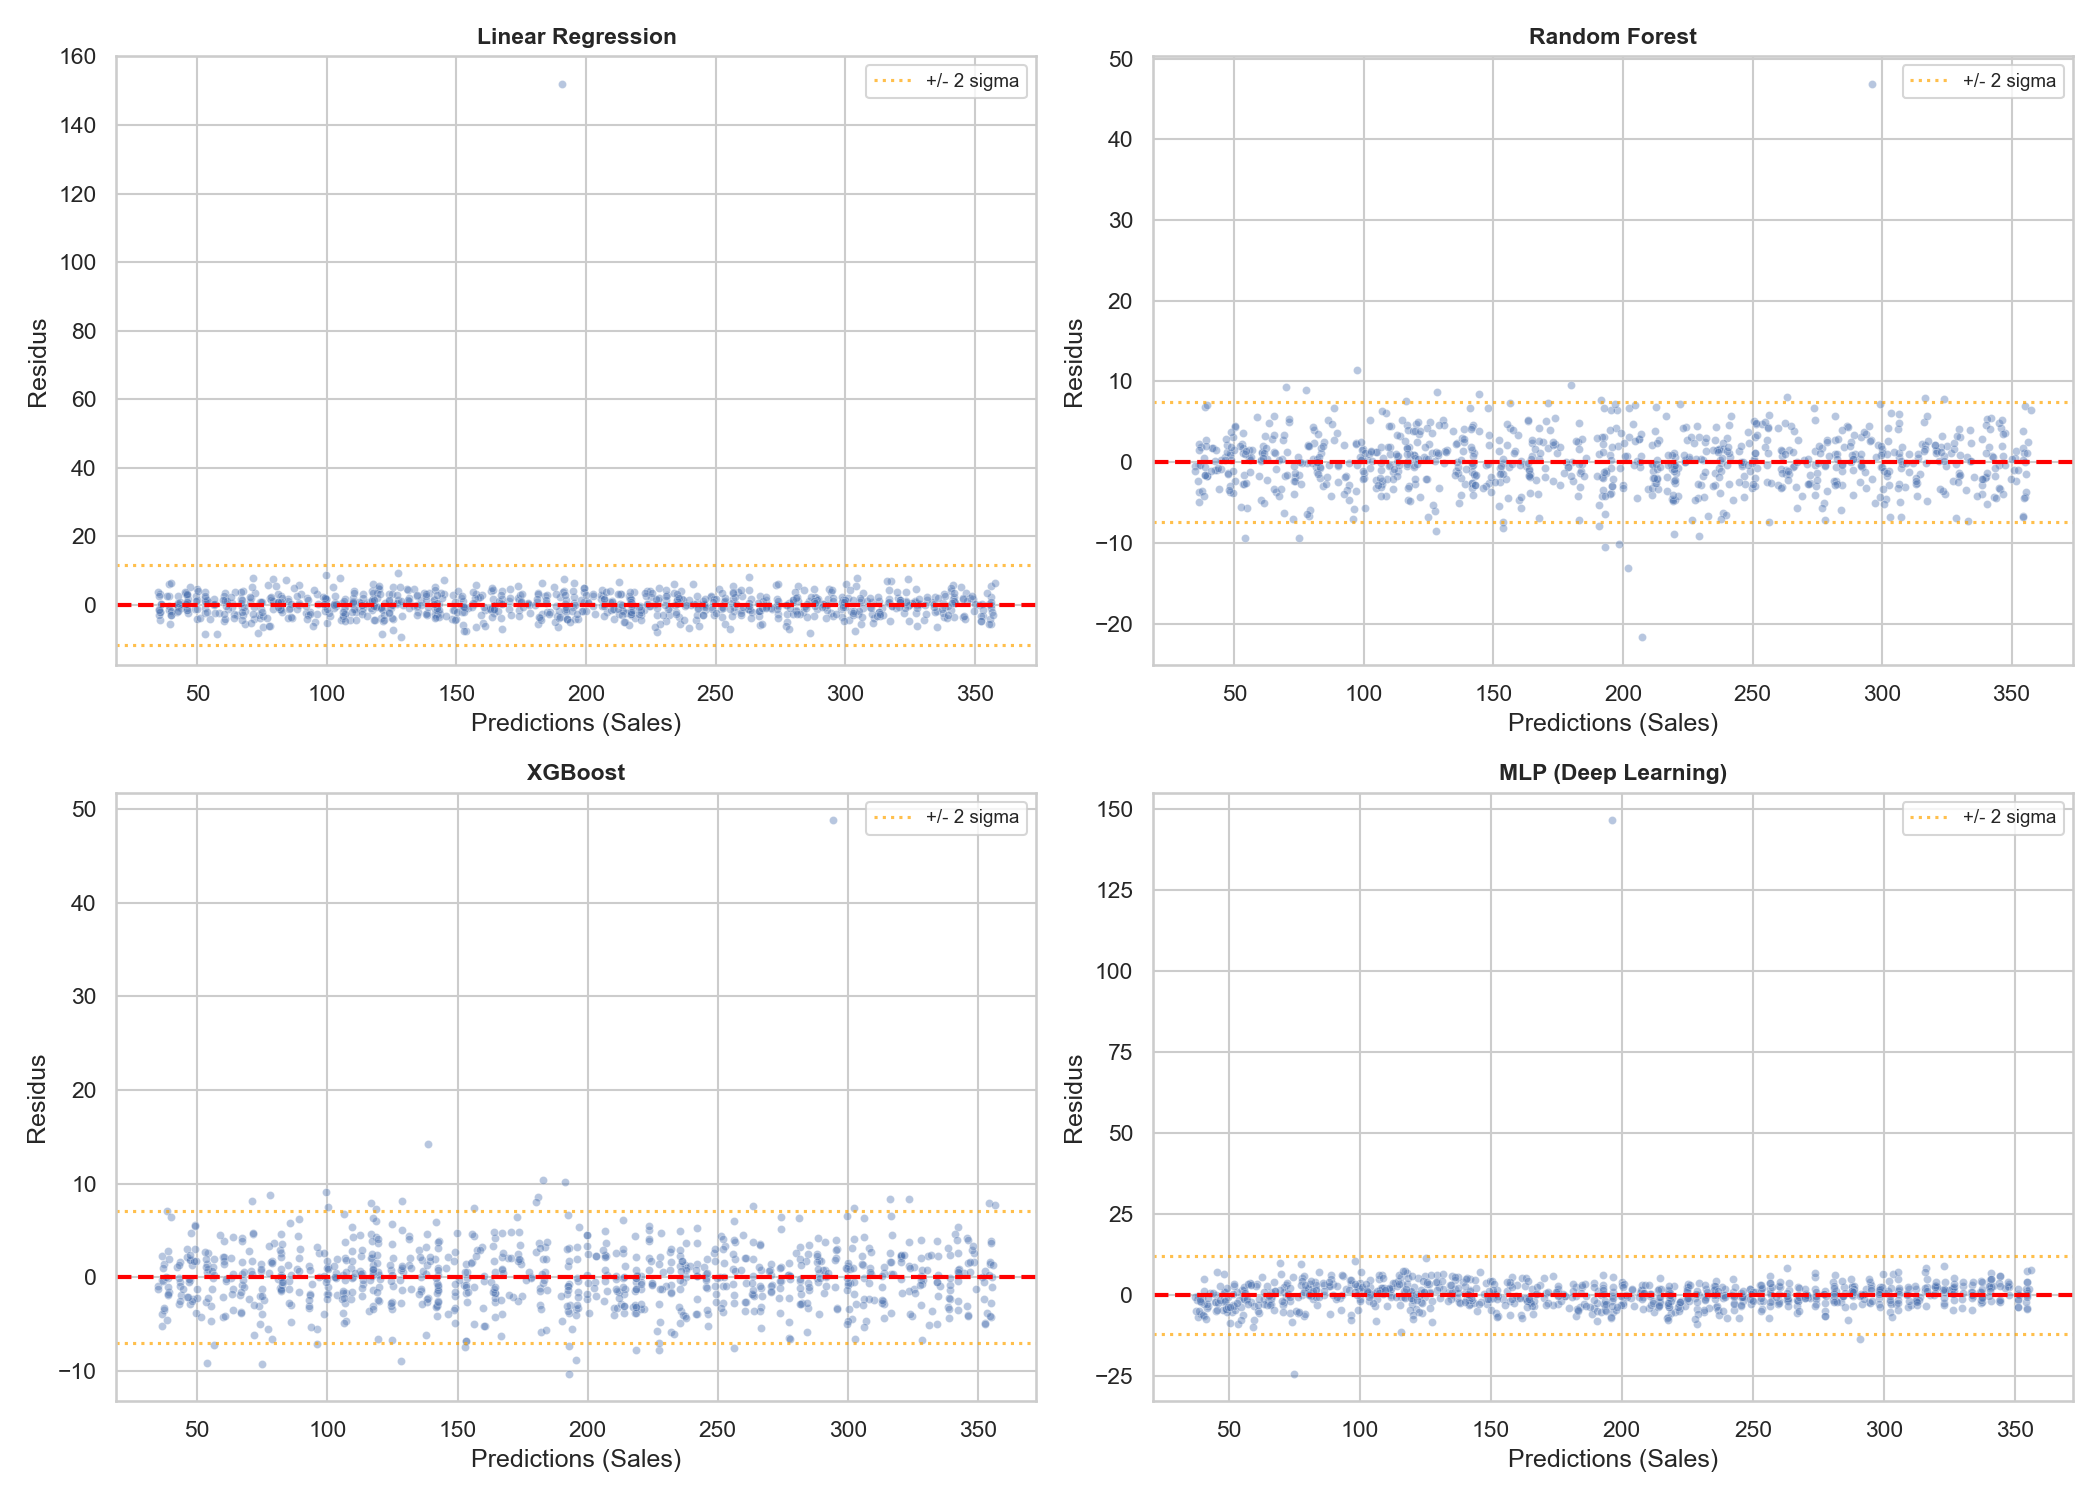 Linear Regression
160
140
120
100
80
60
40
20
0
Residus
50 100 150 200 250 300 350
Predictions (Sales)
+/- 2 sigma
Random Forest
50
40
30
20
10
0
−10
−20
Residus
50 100 150 200 250 300 350
Predictions (Sales)
+/- 2 sigma
XGBoost
50
40
30
20
10
0
−10
Residus
50 100 150 200 250 300 350
Predictions (Sales)
+/- 2 sigma
MLP (Deep Learning)
150
125
100
75
50
25
0
−25
Residus
50 100 150 200 250 300 350
Predictions (Sales)
+/- 2 sigma